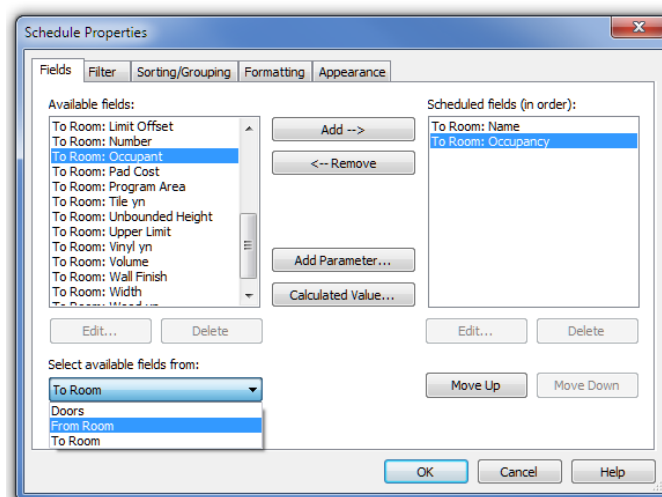 Schedule Properties
X
Fields Filter Sorting/Grouping Formatting Appearance
Available fields:
To Room: Limit Offset
To Room: Number
To Room: Occupant
To Room: Pad Cost
To Room: Program Area
To Room: Tile yn
To Room: Unbounded Height
To Room: Upper Limit
To Room: Vinyl yn
To Room: Volume
To Room: Wall Finish
To Room: Width
To Room: Wood yn
Add -->
<-- Remove
Add Parameter...
Calculated Value...
Scheduled fields (in order):
To Room: Name
To Room: Occupancy
Edit... Delete
Edit... Delete
Select available fields from:
To Room
Doors
From Room
To Room
Move Up Move Down
OK Cancel Help